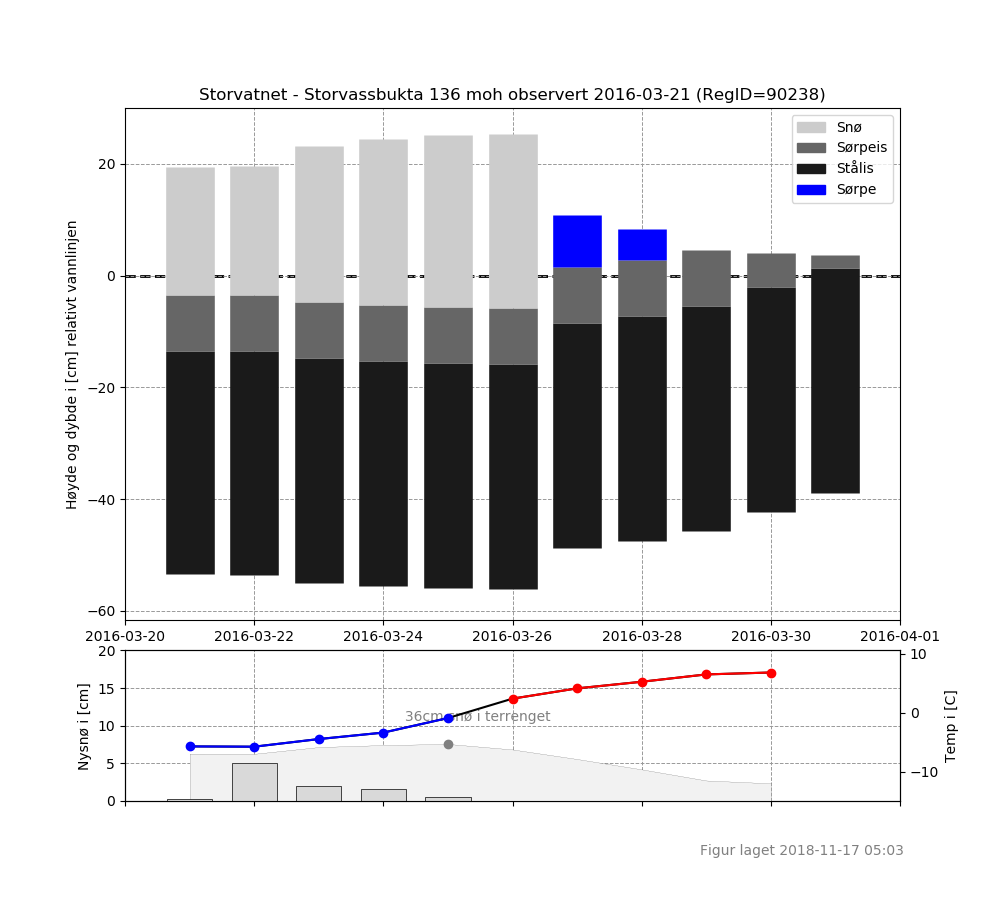 Storvatnet - Storvassbukta 136 moh observert 2016-03-21 (RegID=90238)
Snø
Sørpeis
Stålis
Sørpe
Høyde og dybde i [cm] relativt vannlinjen
20
0
−20
−40
−60
2016-03-20 2016-03-22 2016-03-24 2016-03-26 2016-03-28 2016-03-30 2016-04-01
Nysnø i [cm]
20
15
10
5
0
36cm snø i terrenget
10
0
−10
Temp i [C]
Figur laget 2018-11-17 05:03